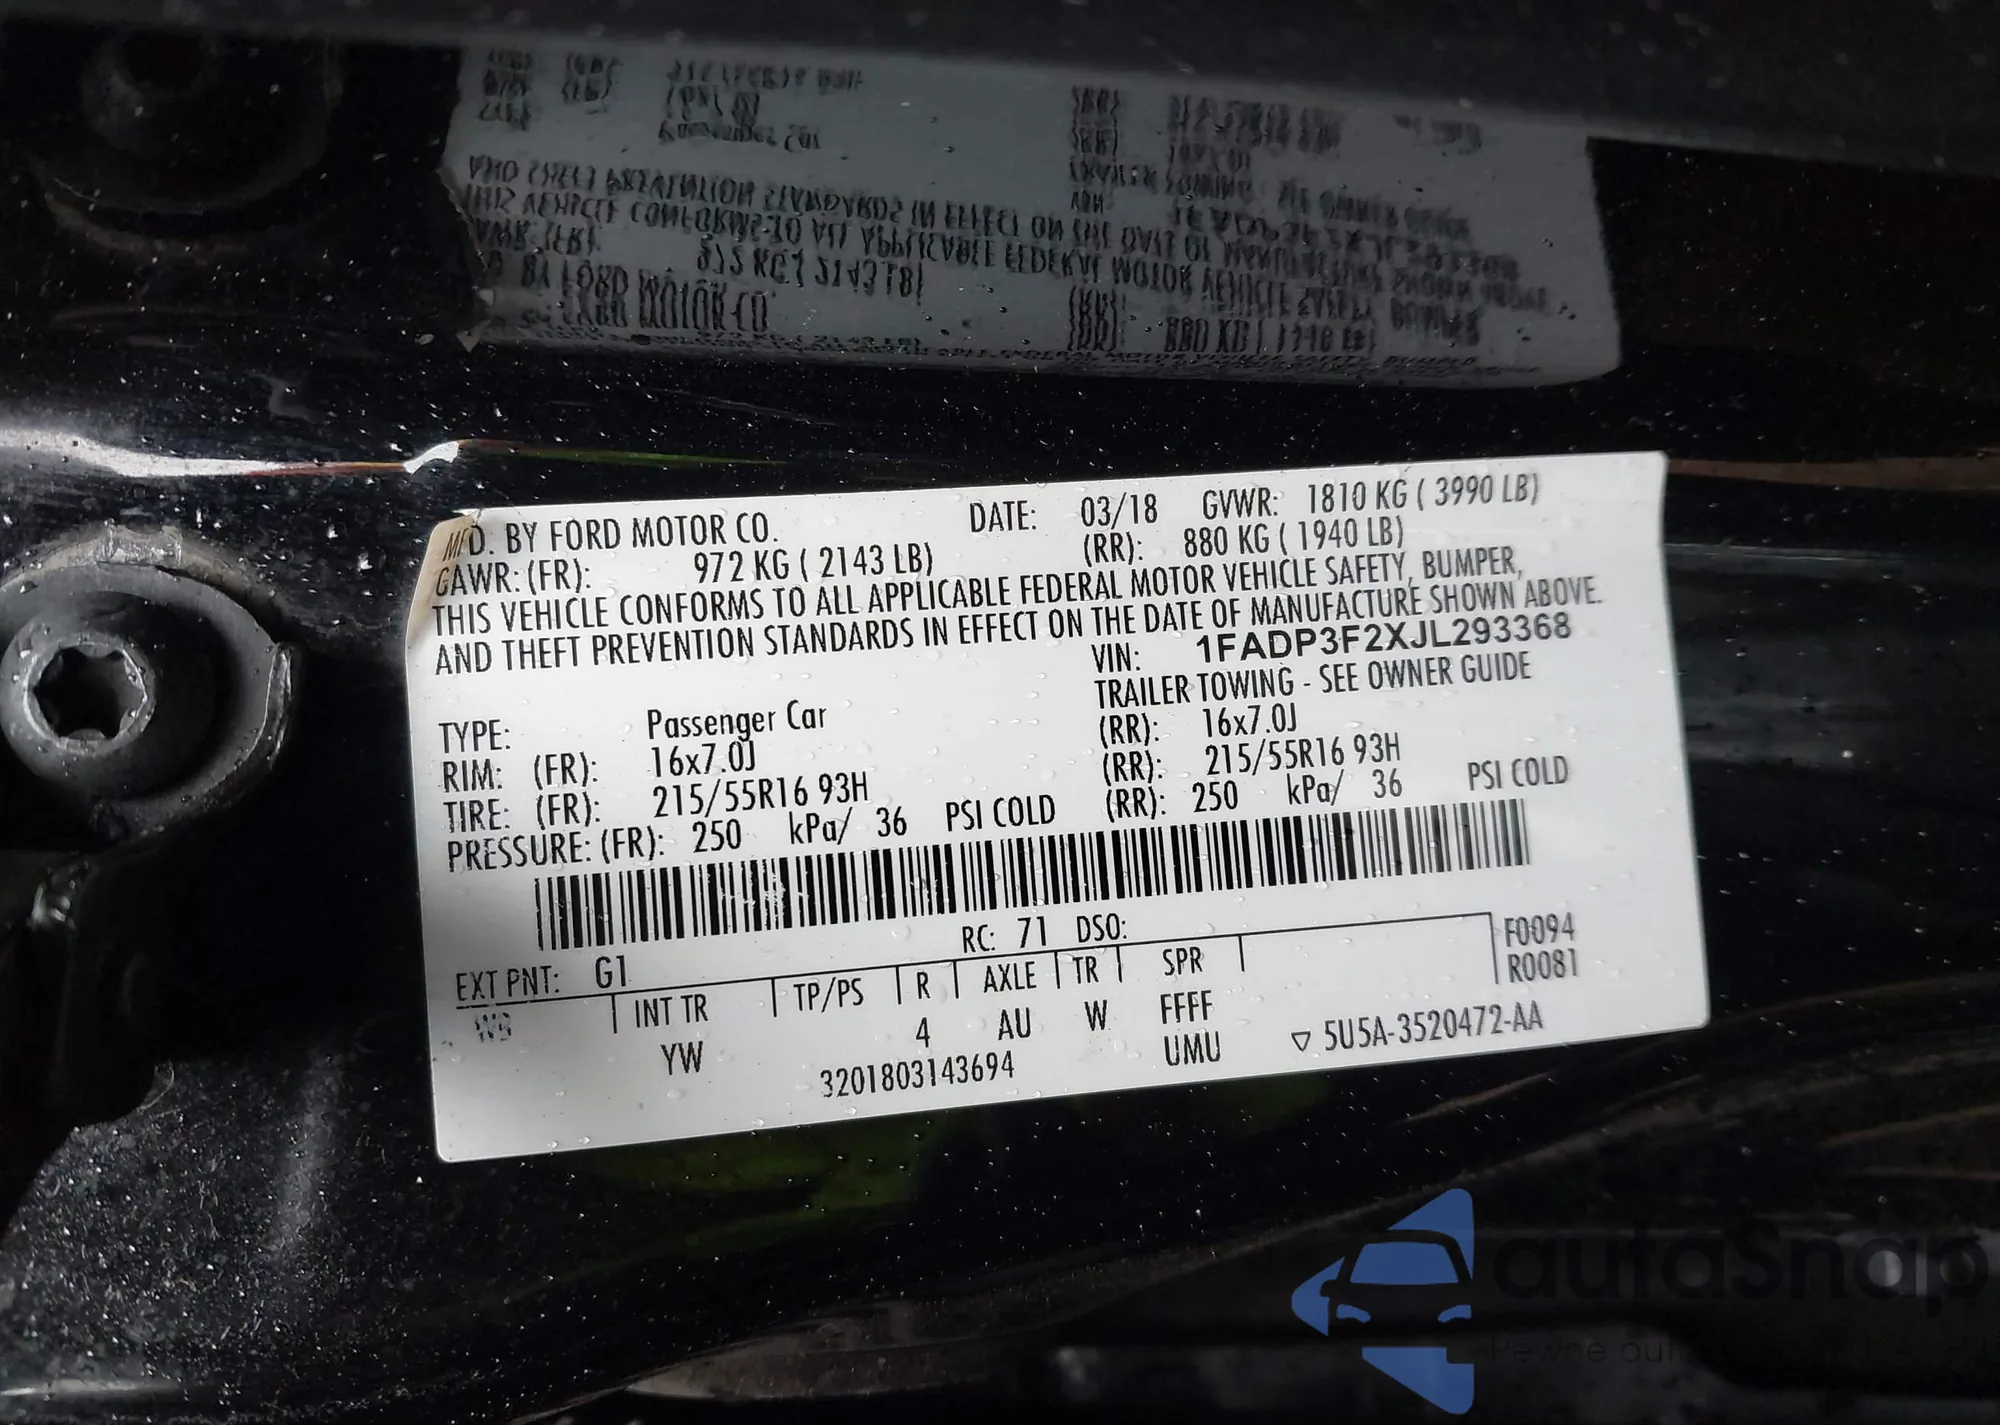 MFD. BY FORD MOTOR CO. DATE: 03/18 GVWR: 1810 KG ( 3990 LB)
GAWR: (FR): 972 KG ( 2143 LB) (RR): 880 KG ( 1940 LB)
THIS VEHICLE CONFORMS TO ALL APPLICABLE FEDERAL MOTOR VEHICLE SAFETY, BUMPER,
AND THEFT PREVENTION STANDARDS IN EFFECT ON THE DATE OF MANUFACTURE SHOWN ABOVE.
VIN: 1FADP3F2XJL293368
TRAILER TOWING - SEE OWNER GUIDE
TYPE: Passenger Car
RIM: (FR): 16x7.0J (RR): 16x7.0J
TIRE: (FR): 215/55R16 93H (RR): 215/55R16 93H
PRESSURE: (FR): 250 kPa/ 36 PSI COLD (RR): 250 kPa/ 36 PSI COLD
RC: 71 DSO:
F0094
EXT PNT: G1
R0081
INT TR TP/PS R AXLE TR SPR
YW 4 AU W FFFF
3201803143694 UMU ▽ 5U5A-3520472-AA
autoSnap